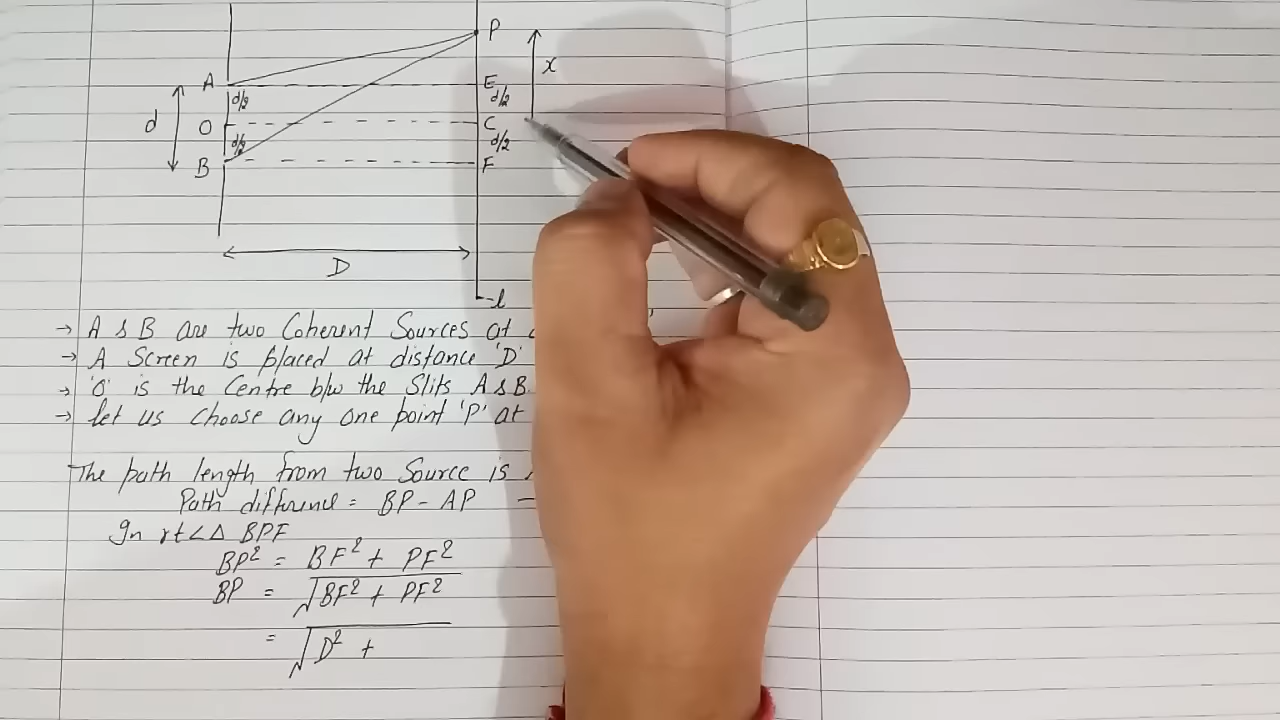 P
x
A
E
d/2
d/2
d
O
C
d/2
d/2
B
F
D
-l
→ A & B are two Coherent Sources at
→ A Screen is placed at distance 'D'
→ 'O' is the Centre b/w the Slits A & B
→ let us choose any one point 'P' at
The path length from two Source is
Path difference = BP - AP —
In rt∠ Δ BPF
BP² = BF² + PF²
BP = √BF² + PF²
= √D² +